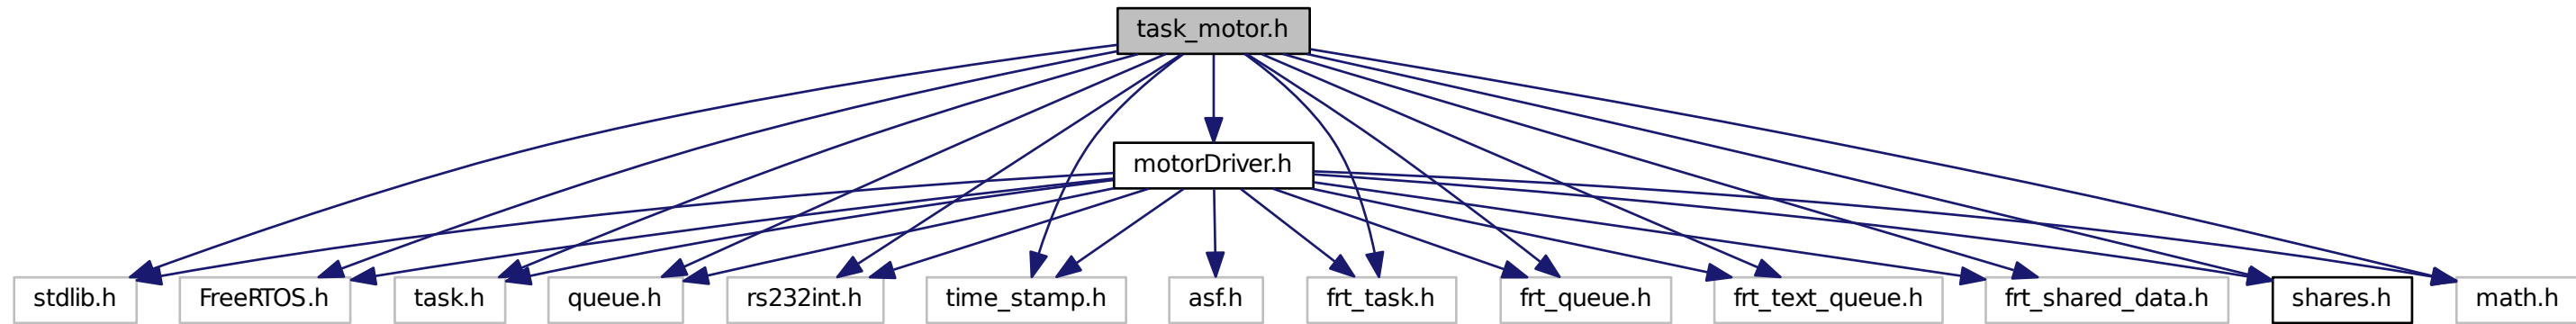 task_motor.h
motorDriver.h
stdlib.h
FreeRTOS.h
task.h
queue.h
rs232int.h
time_stamp.h
asf.h
frt_task.h
frt_queue.h
frt_text_queue.h
frt_shared_data.h
shares.h
math.h